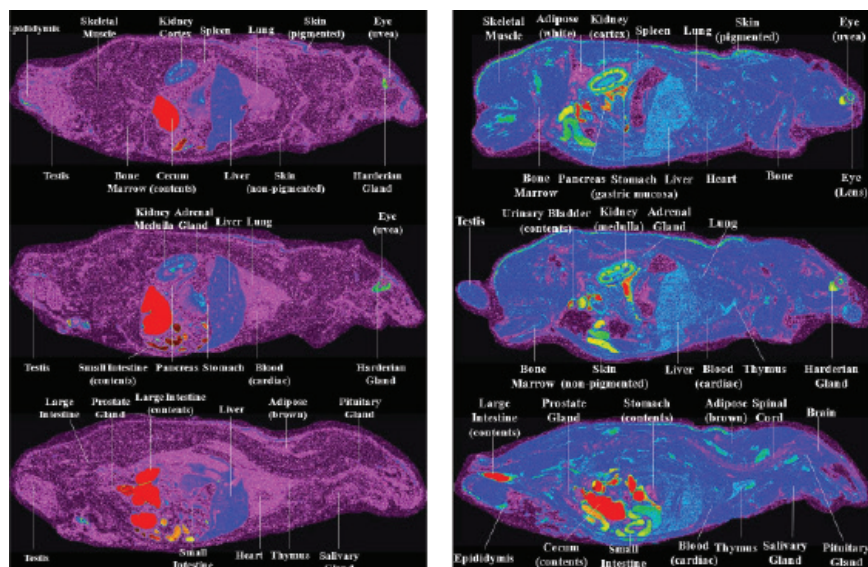 Skeletal
Muscle
Kidney
Cortex
Spleen
Lung
Skin
(pigmented)
Eye
(uvea)
Epididymis
Testis
Bone
Marrow
Cecum
(contents)
Liver
Skin
(non-pigmented)
Harderian
Gland
Kidney
Medulla
Adrenal
Gland
Liver
Lung
Eye
(uvea)
Testis
Small Intestine
(contents)
Pancreas
Stomach
Blood
(cardiac)
Harderian
Gland
Large
Intestine
Prostate
Gland
Large Intestine
(contents)
Liver
Adipose
(brown)
Pituitary
Gland
Testis
Small
Intestine
Heart
Thymus
Salivary
Gland
Skeletal
Muscle
Adipose
(white)
Kidney
(cortex)
Spleen
Lung
Skin
(pigmented)
Eye
(uvea)
Bone
Marrow
Pancreas
Stomach
(gastric mucosa)
Liver
Heart
Bone
Eye
(Lens)
Testis
Urinary Bladder
(contents)
Kidney
(medulla)
Adrenal
Gland
Lung
Bone
Marrow
Skin
(non-pigmented)
Liver
Blood
(cardiac)
Thymus
Harderian
Gland
Large
Intestine
(contents)
Prostate
Gland
Stomach
(contents)
Adipose
(brown)
Spinal
Cord
Brain
Epididymis
Cecum
(contents)
Small
Intestine
Blood
(cardiac)
Thymus
Salivary
Gland
Pituitary
Gland